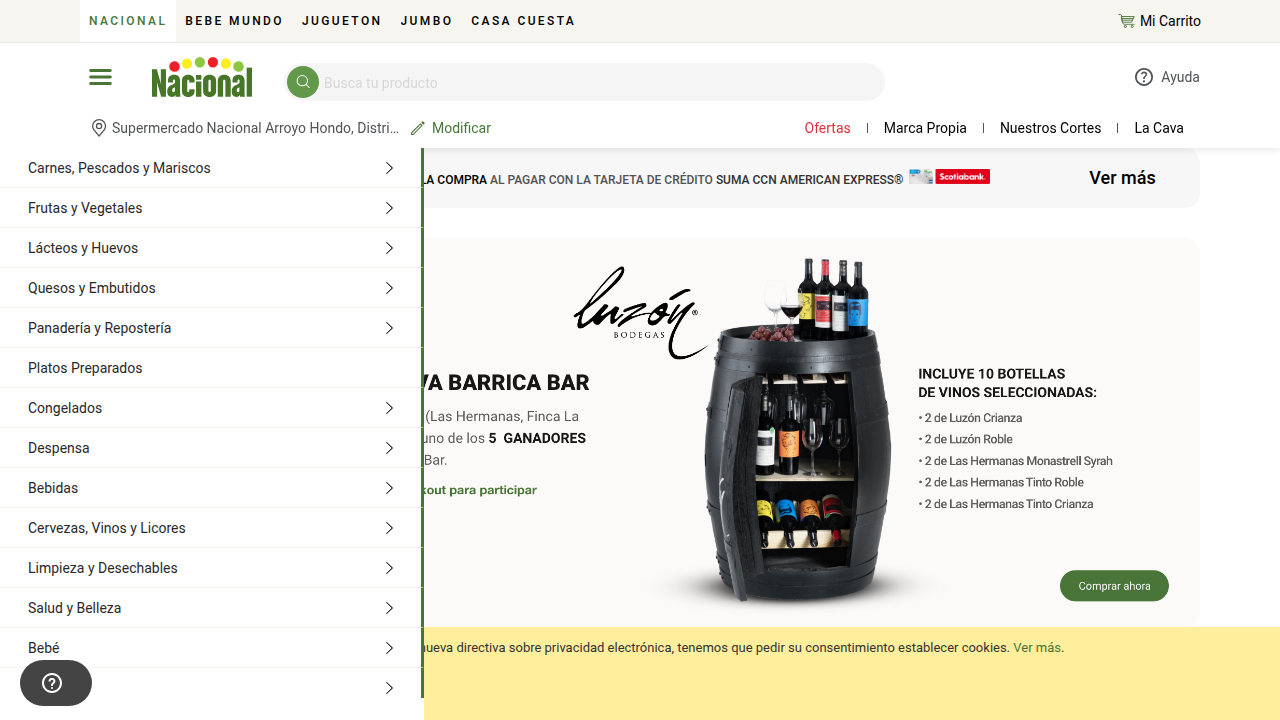 NACIONAL BEBE MUNDO JUGUETON JUMBO CASA CUESTA
Mi Carrito
Nacional
Busca tu producto
Ayuda
Supermercado Nacional Arroyo Hondo, Distri...
Modificar
Ofertas
Marca Propia
Nuestros Cortes
La Cava
Carnes, Pescados y Mariscos
Frutas y Vegetales
Lácteos y Huevos
Quesos y Embutidos
Panadería y Repostería
Platos Preparados
Congelados
Despensa
Bebidas
Cervezas, Vinos y Licores
Limpieza y Desechables
Salud y Belleza
Bebé
LA COMPRA AL PAGAR CON LA TARJETA DE CRÉDITO SUMA CCN AMERICAN EXPRESS® Scotiabank.
Ver más
luzón®
BODEGAS
VA BARRICA BAR
(Las Hermanas, Finca La
uno de los 5 GANADORES
Bar.
kout para participar
INCLUYE 10 BOTELLAS
DE VINOS SELECCIONADAS:
• 2 de Luzón Crianza
• 2 de Luzón Roble
• 2 de Las Hermanas Monastrell Syrah
• 2 de Las Hermanas Tinto Roble
• 2 de Las Hermanas Tinto Crianza
Comprar ahora
nueva directiva sobre privacidad electrónica, tenemos que pedir su consentimiento establecer cookies. Ver más.